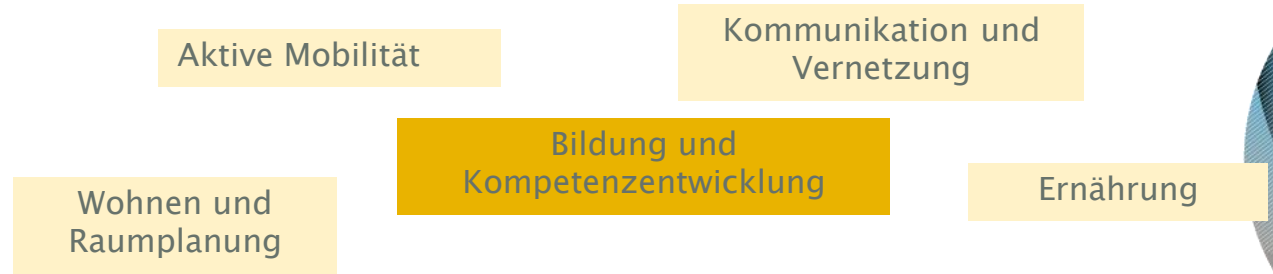 Aktive Mobilität
Kommunikation und
Vernetzung
Bildung und
Kompetenzentwicklung
Wohnen und
Raumplanung
Ernährung